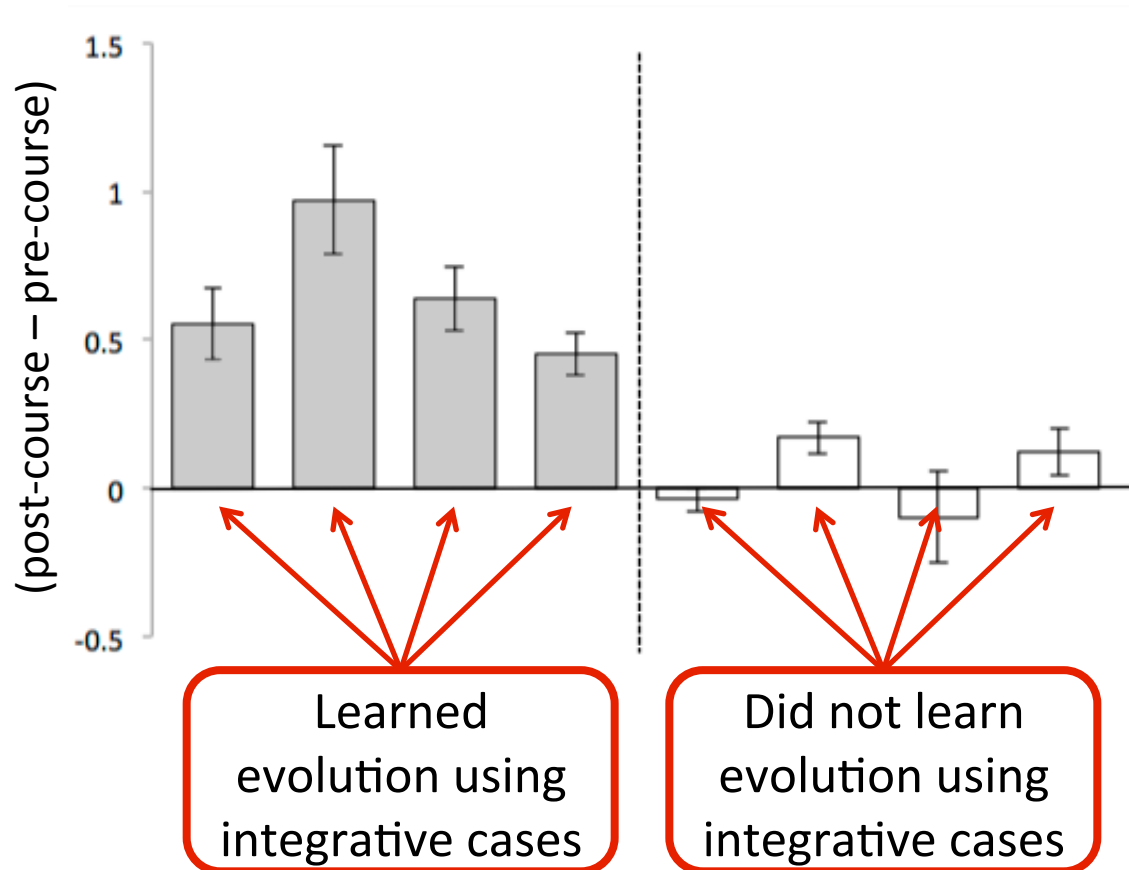 (post-course – pre-course)
1.5
1
0.5
0
-0.5
Learned
evolution using
integrative cases
Did not learn
evolution using
integrative cases